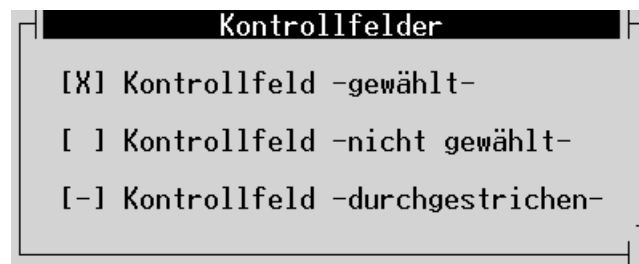 Kontrollfelder
[X] Kontrollfeld -gewählt-
[ ] Kontrollfeld -nicht gewählt-
[-] Kontrollfeld -durchgestrichen-